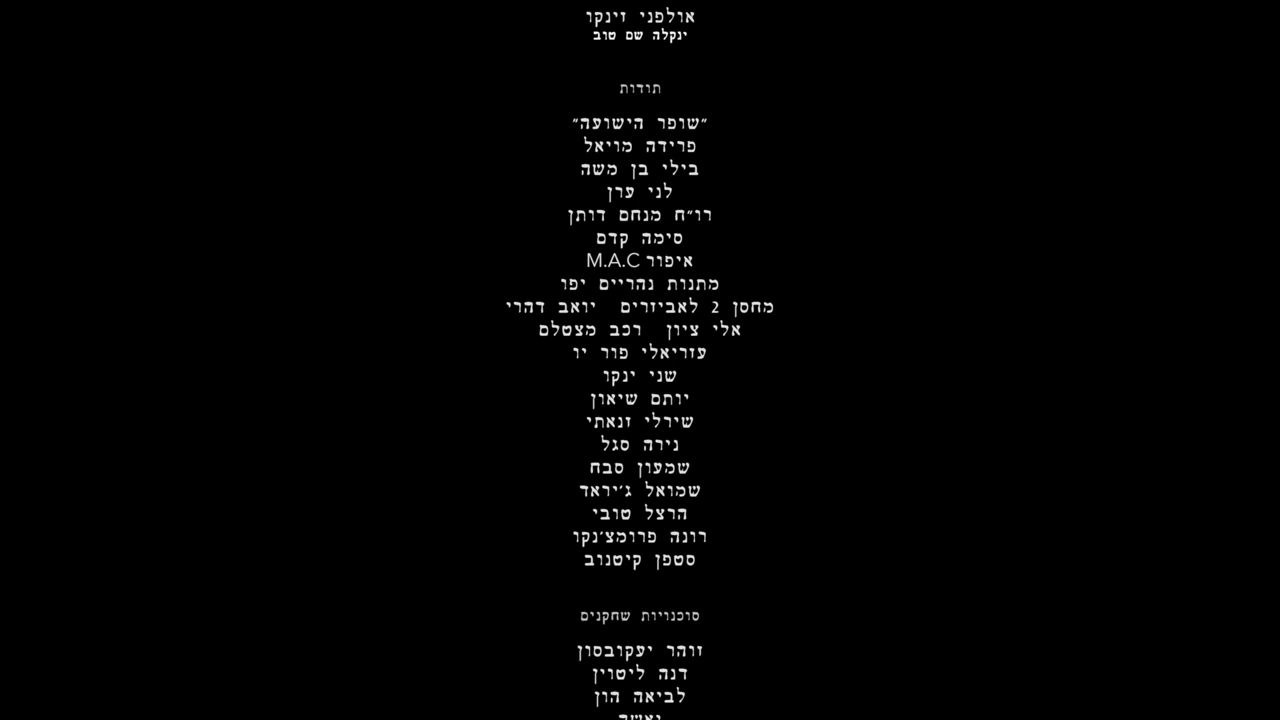 אולפני זינקו
ינקלה שם טוב
תודות
״שופר הישועה״
פרידה מויאל
בילי בן משה
לני ערן
רו״ח מנחם דותן
סימה קדם
איפור M.A.C
מתנות נהריים יפו
מחסן 2 לאביזרים  יואב דהרי
אלי ציון  רכב מצטלם
עזריאלי פור יו
שני ינקו
יותם שיאון
שירלי זנאתי
נירה סגל
שמעון סבח
שמואל ג׳יראד
הרצל טובי
רונה פרומצ׳נקו
סטפן קיטנוב
סוכנויות שחקנים
זוהר יעקובסון
דנה ליטוין
לביאה הון